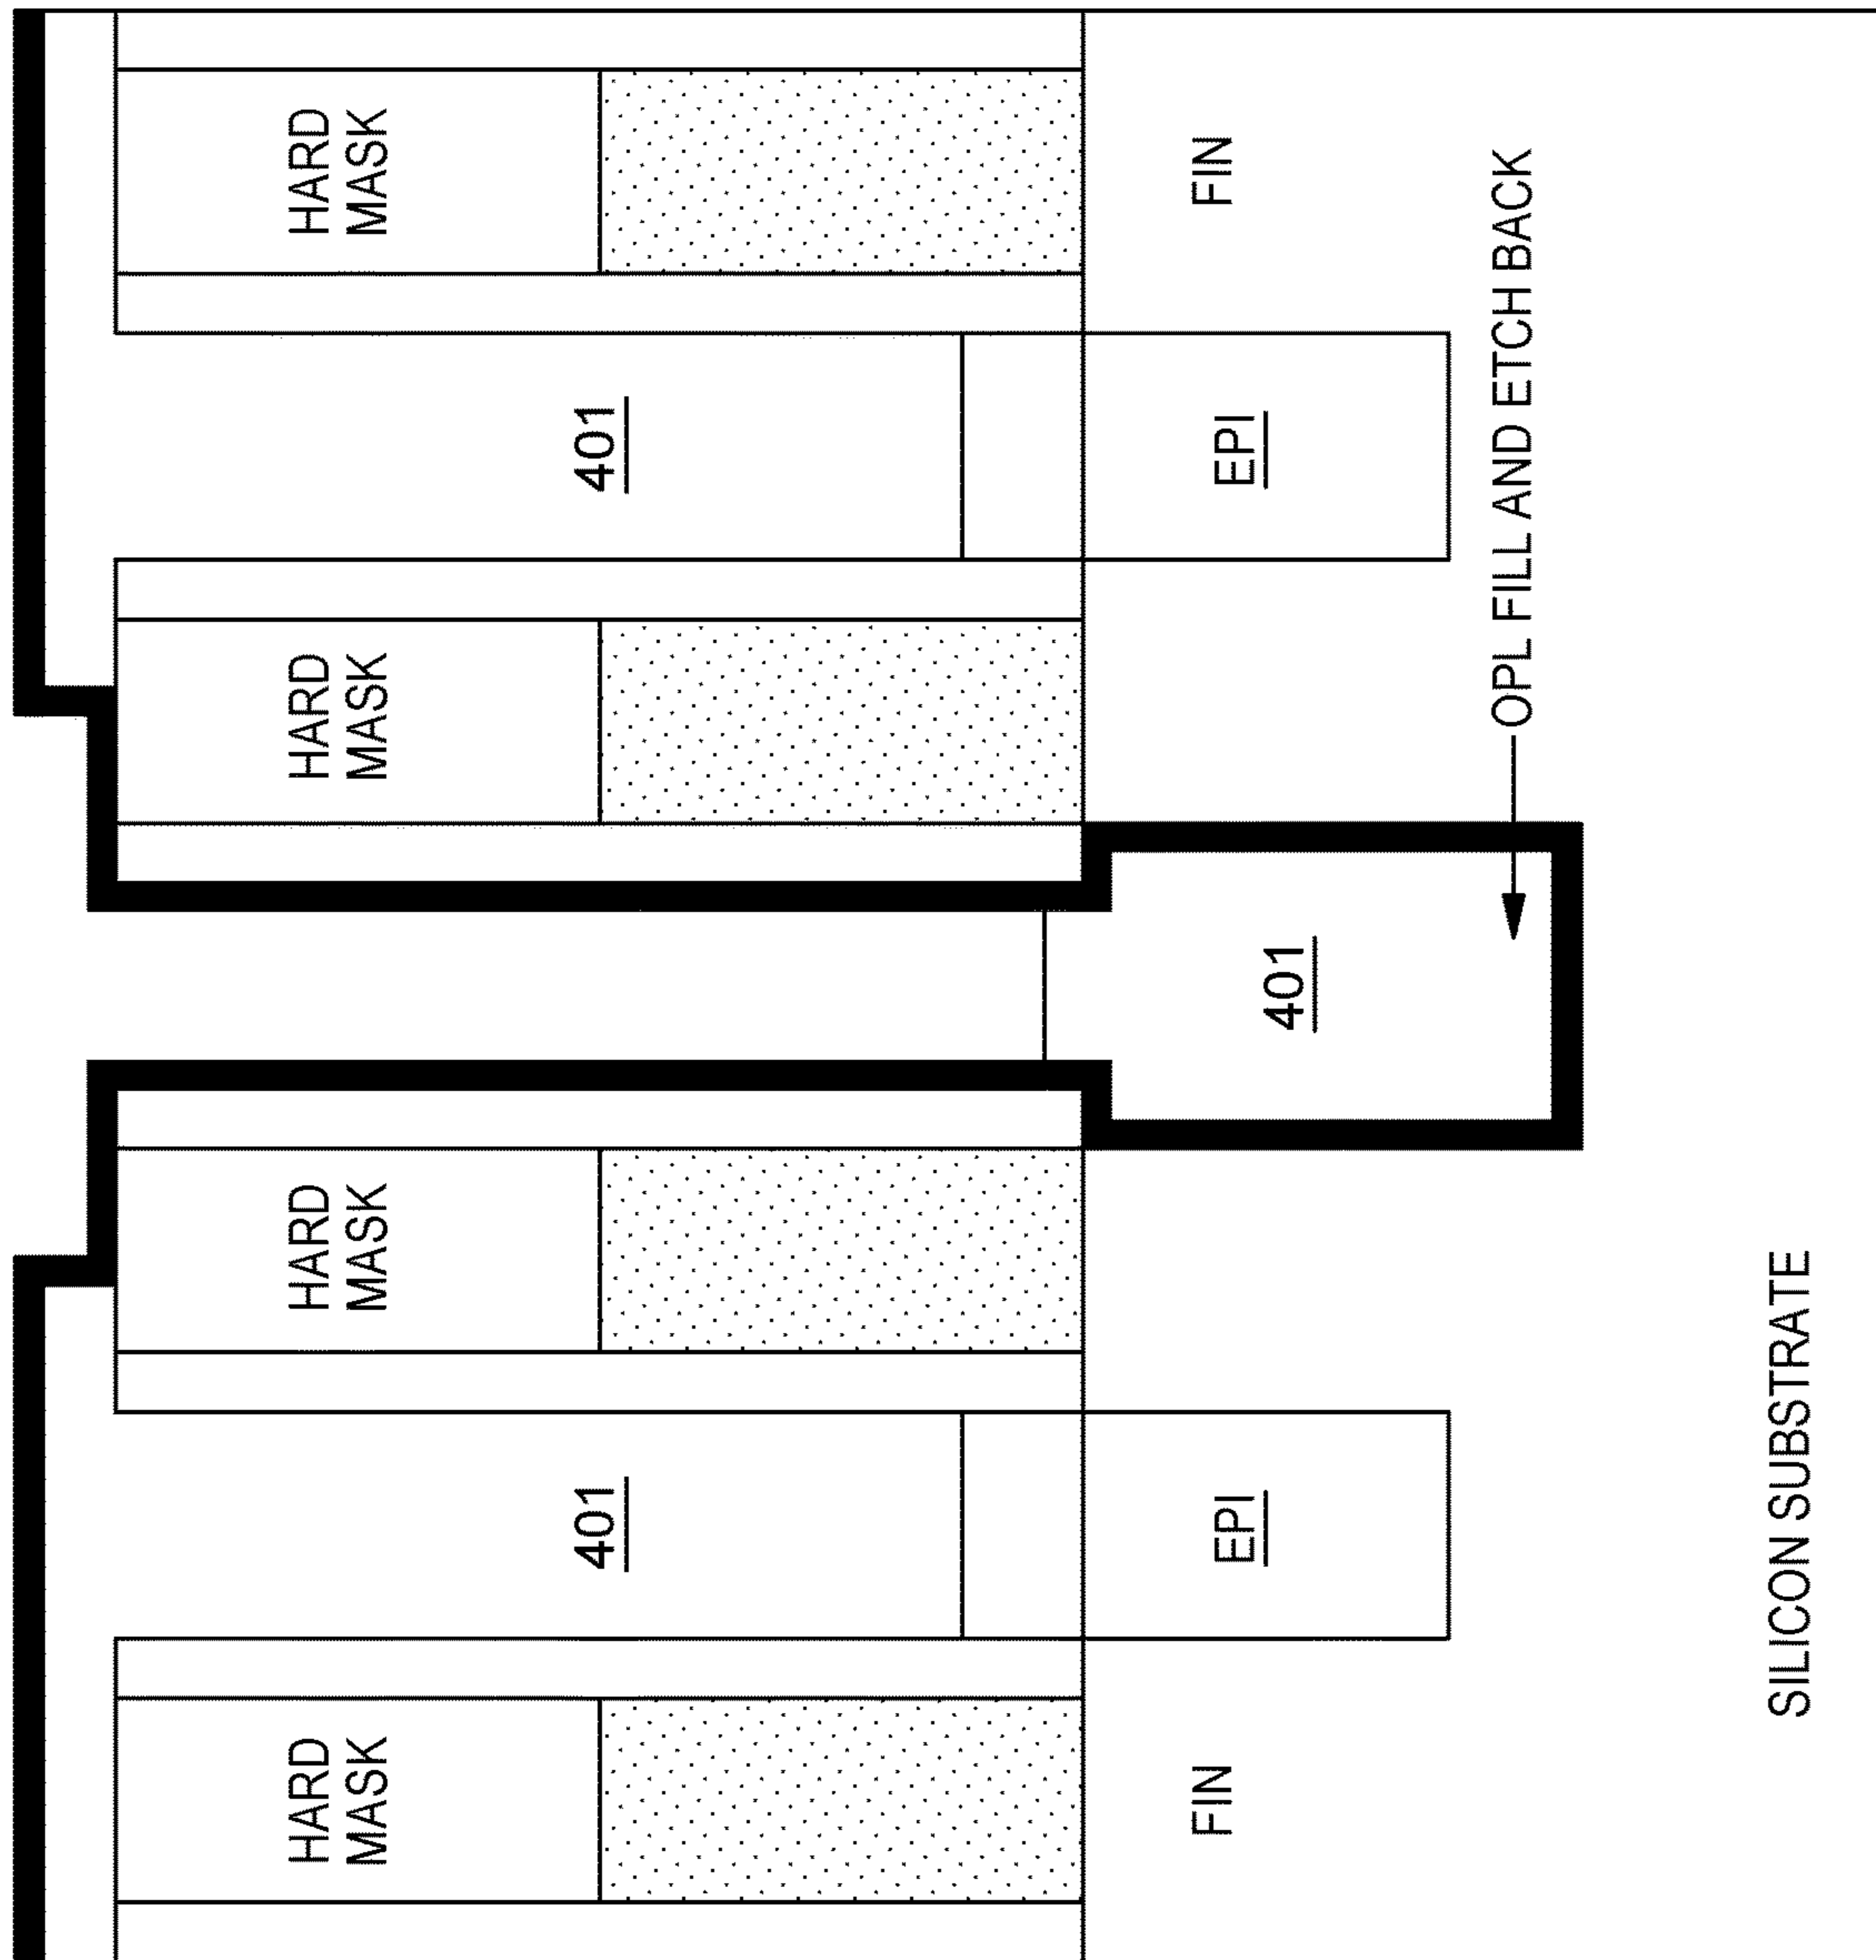 HARD
MASK
HARD
MASK
HARD
MASK
HARD
MASK
401
401
FIN
EPI
401
EPI
FIN
OPL FILL AND ETCH BACK
SILICON SUBSTRATE